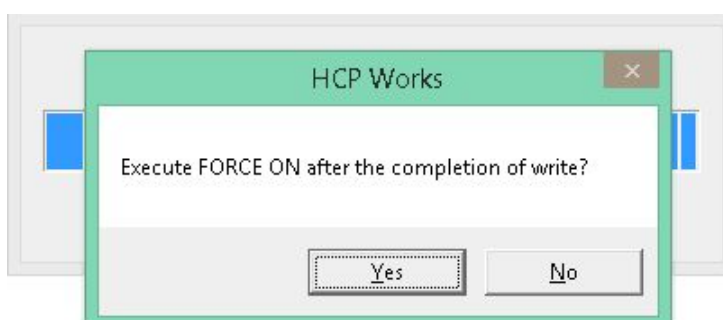 HCP Works
Execute FORCE ON after the completion of write?
Yes
No